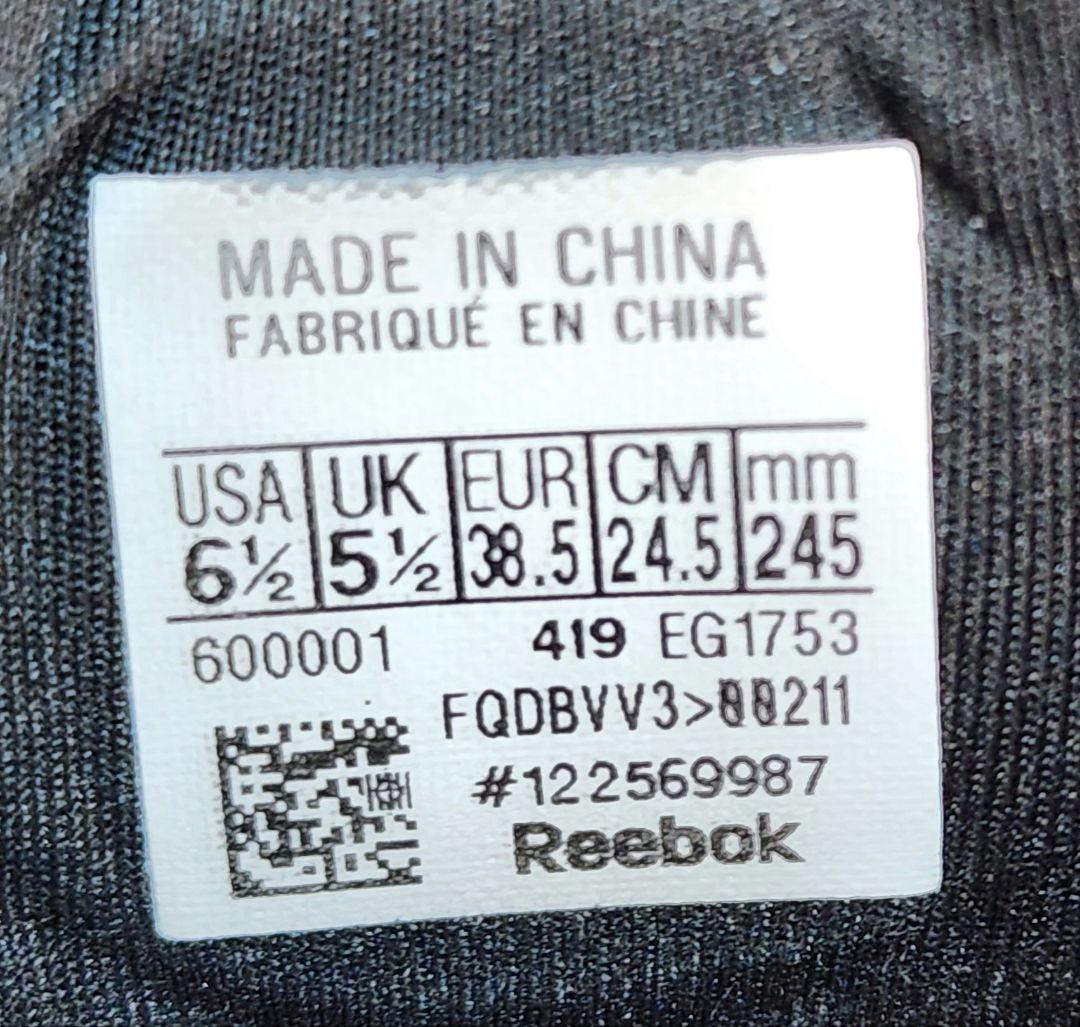 MADE IN CHINA
FABRIQUÉ EN CHINE
USA UK EUR CM mm
6½ 5½ 38.5 24.5 245
600001 419 EG1753
#122569987
Reebok